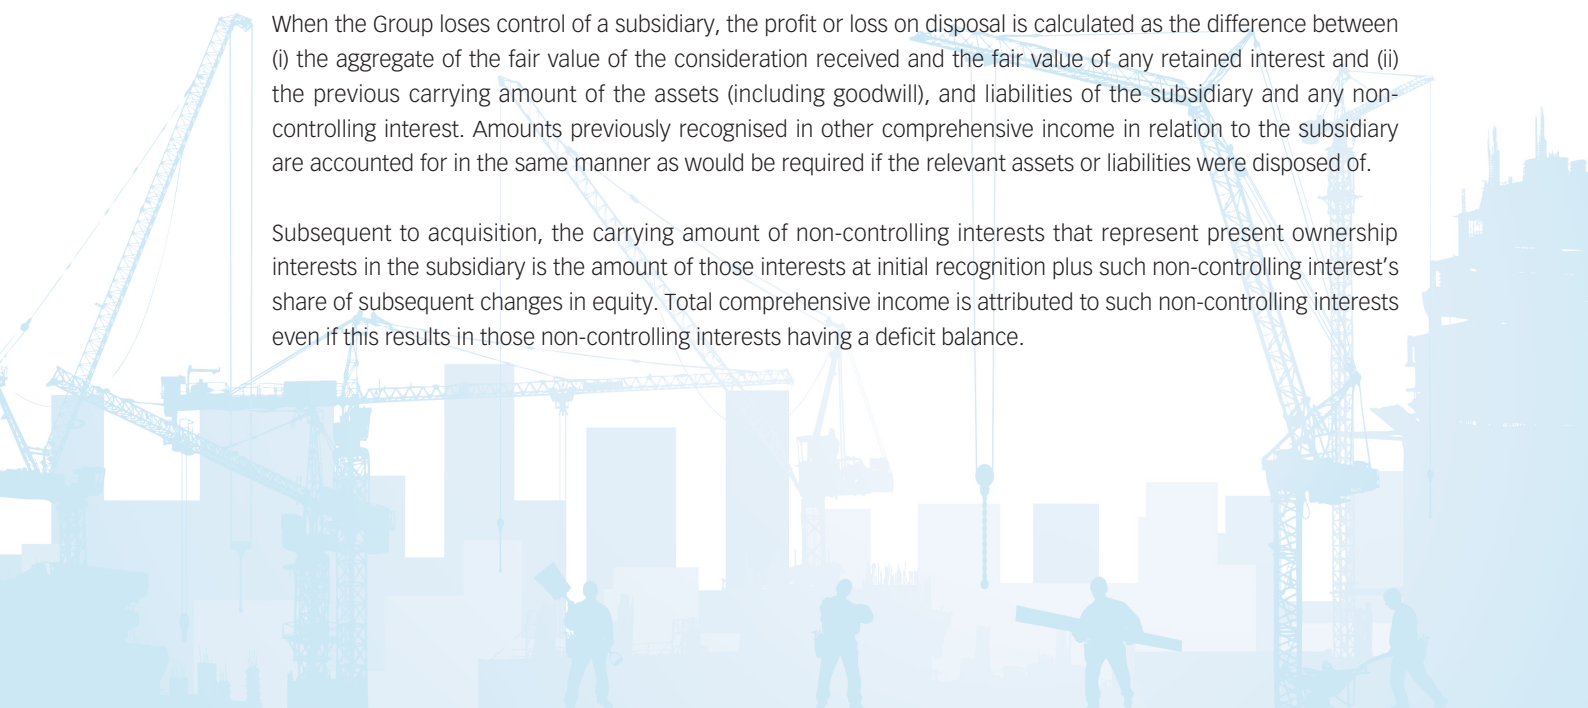 When the Group loses control of a subsidiary, the profit or loss on disposal is calculated as the difference between
(i) the aggregate of the fair value of the consideration received and the fair value of any retained interest and (ii)
the previous carrying amount of the assets (including goodwill), and liabilities of the subsidiary and any non-
controlling interest. Amounts previously recognised in other comprehensive income in relation to the subsidiary
are accounted for in the same manner as would be required if the relevant assets or liabilities were disposed of.
Subsequent to acquisition, the carrying amount of non-controlling interests that represent present ownership
interests in the subsidiary is the amount of those interests at initial recognition plus such non-controlling interest’s
share of subsequent changes in equity. Total comprehensive income is attributed to such non-controlling interests
even if this results in those non-controlling interests having a deficit balance.